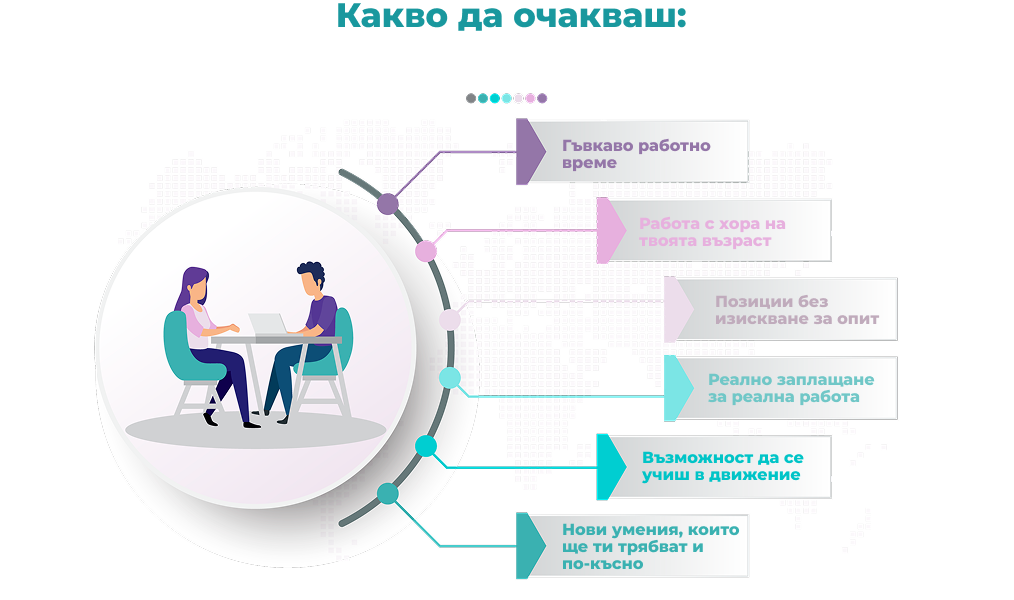 Какво да очакваш:
Гъвкаво работно
време
Работа с хора на
твоята възраст
Позиции без
изискване за опит
Реално заплащане
за реална работа
Възможност да се
учиш в движение
Нови умения, които
ще ти трябват и
по-късно